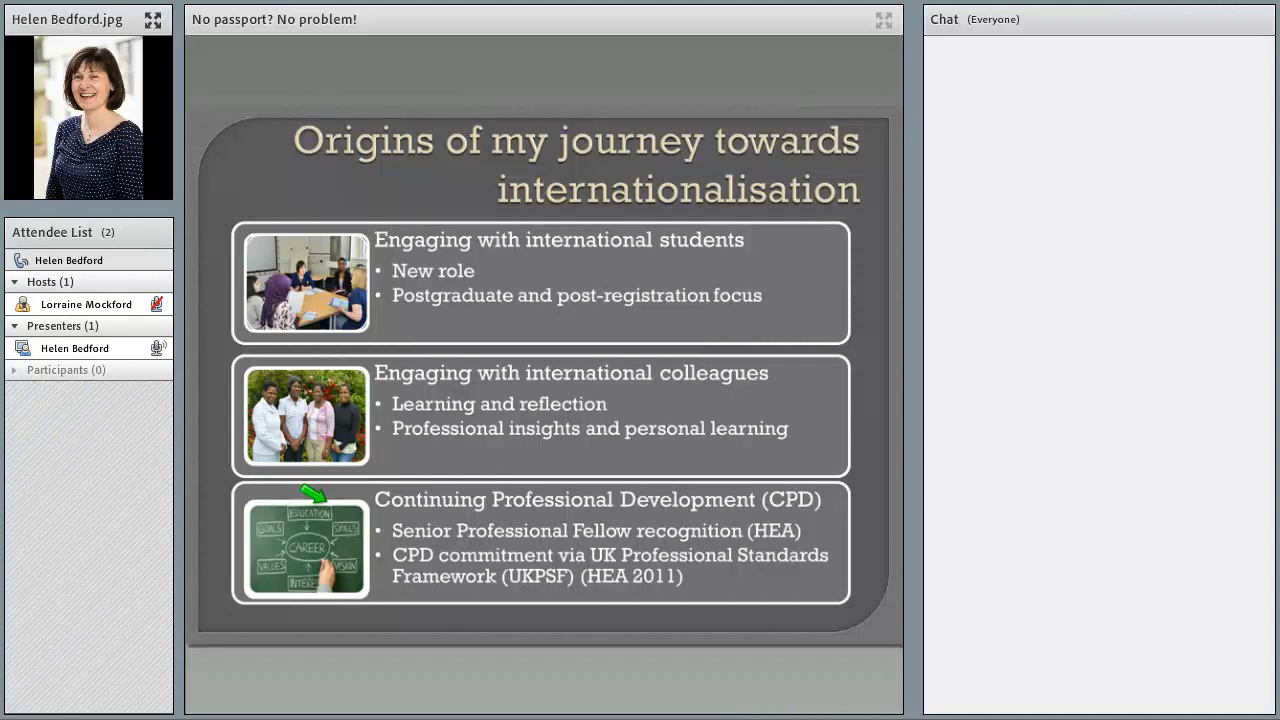 Helen Bedford.jpg
No passport? No problem!
Chat (Everyone)
Attendee List (2)
Helen Bedford
Hosts (1)
Lorraine Mockford
Presenters (1)
Helen Bedford
Participants (0)
Origins of my journey towards
internationalisation
Engaging with international students
• New role
• Postgraduate and post-registration focus
Engaging with international colleagues
• Learning and reflection
• Professional insights and personal learning
EDUCATION
GOALS
SKILLS
CAREER
VALUES
VISION
Continuing Professional Development (CPD)
• Senior Professional Fellow recognition (HEA)
• CPD commitment via UK Professional Standards
Framework (UKPSF) (HEA 2011)